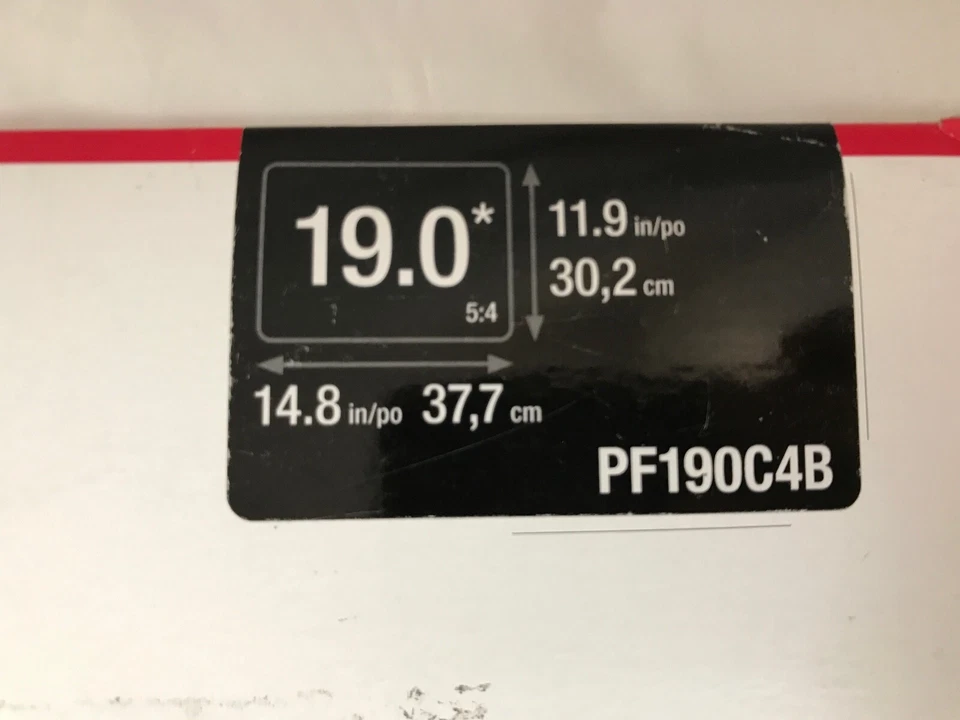 19.0*
5:4
11.9 in/po
30,2 cm
14.8 in/po 37,7 cm
PF190C4B